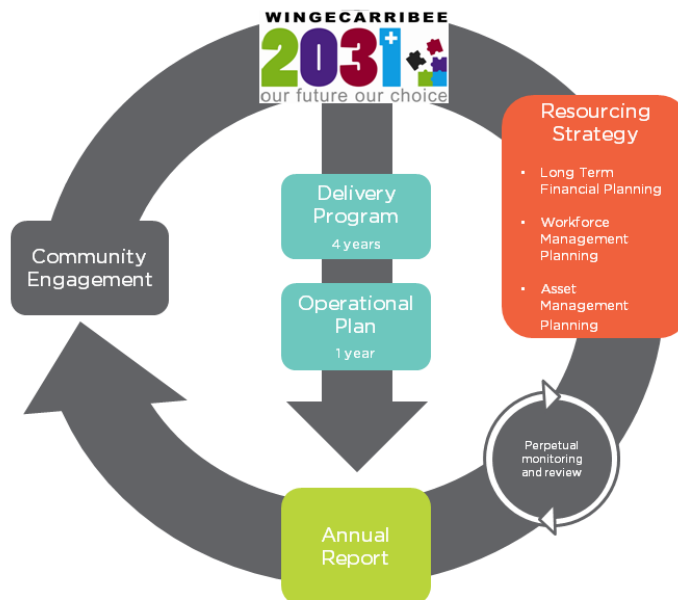 WINGECARRIBEE
2031+
our future our choice
Resourcing
Strategy
▪ Long Term
Financial Planning
▪ Workforce
Management
Planning
▪ Asset
Management
Planning
Delivery
Program
4 years
Community
Engagement
Operational
Plan
1 year
Perpetual
monitoring
and review
Annual
Report